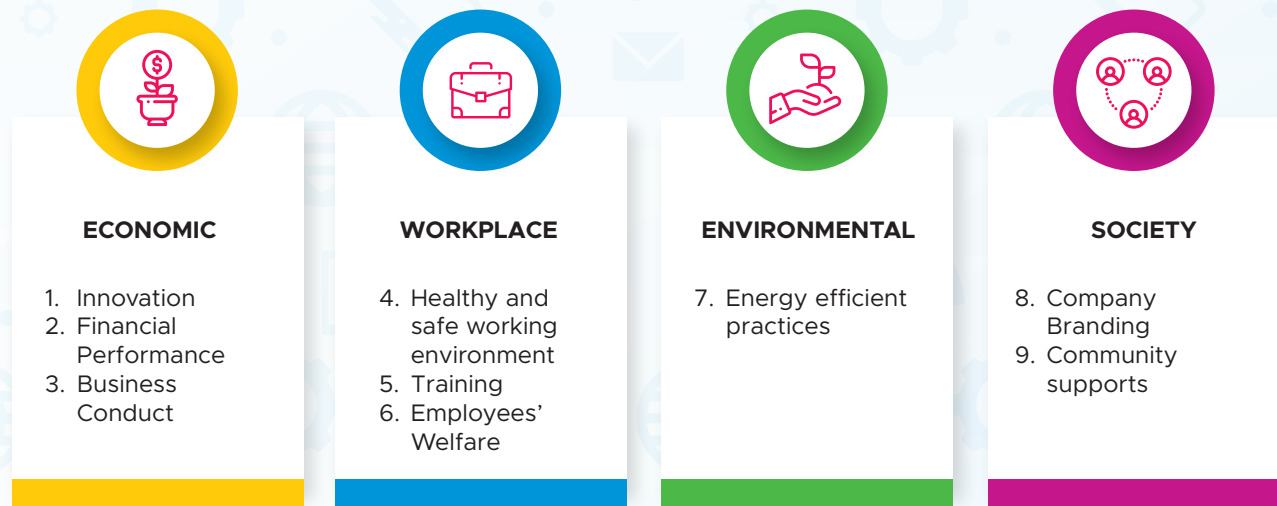 $
ECONOMIC
1. Innovation
2. Financial
Performance
3. Business
Conduct
WORKPLACE
4. Healthy and
safe working
environment
5. Training
6. Employees’
Welfare
ENVIRONMENTAL
7. Energy efficient
practices
SOCIETY
8. Company
Branding
9. Community
supports